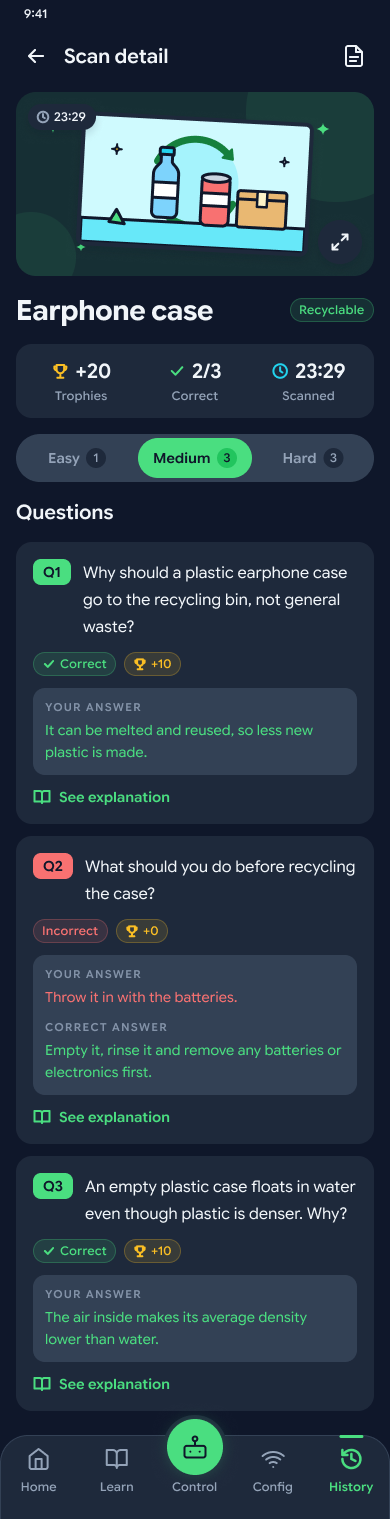 9:41
Scan detail
23:29
Earphone case
Recyclable
+20
2/3
23:29
Trophies
Correct
Scanned
Easy 1
Medium 3
Hard 3
Questions
Q1
Why should a plastic earphone case
go to the recycling bin, not general
waste?
Correct
+10
YOUR ANSWER
It can be melted and reused, so less new
plastic is made.
See explanation
Q2
What should you do before recycling
the case?
Incorrect
+0
YOUR ANSWER
Throw it in with the batteries.
CORRECT ANSWER
Empty it, rinse it and remove any batteries or
electronics first.
See explanation
Q3
An empty plastic case floats in water
even though plastic is denser. Why?
Correct
+10
YOUR ANSWER
The air inside makes its average density
lower than water.
See explanation
Home
Learn
Control
Config
History